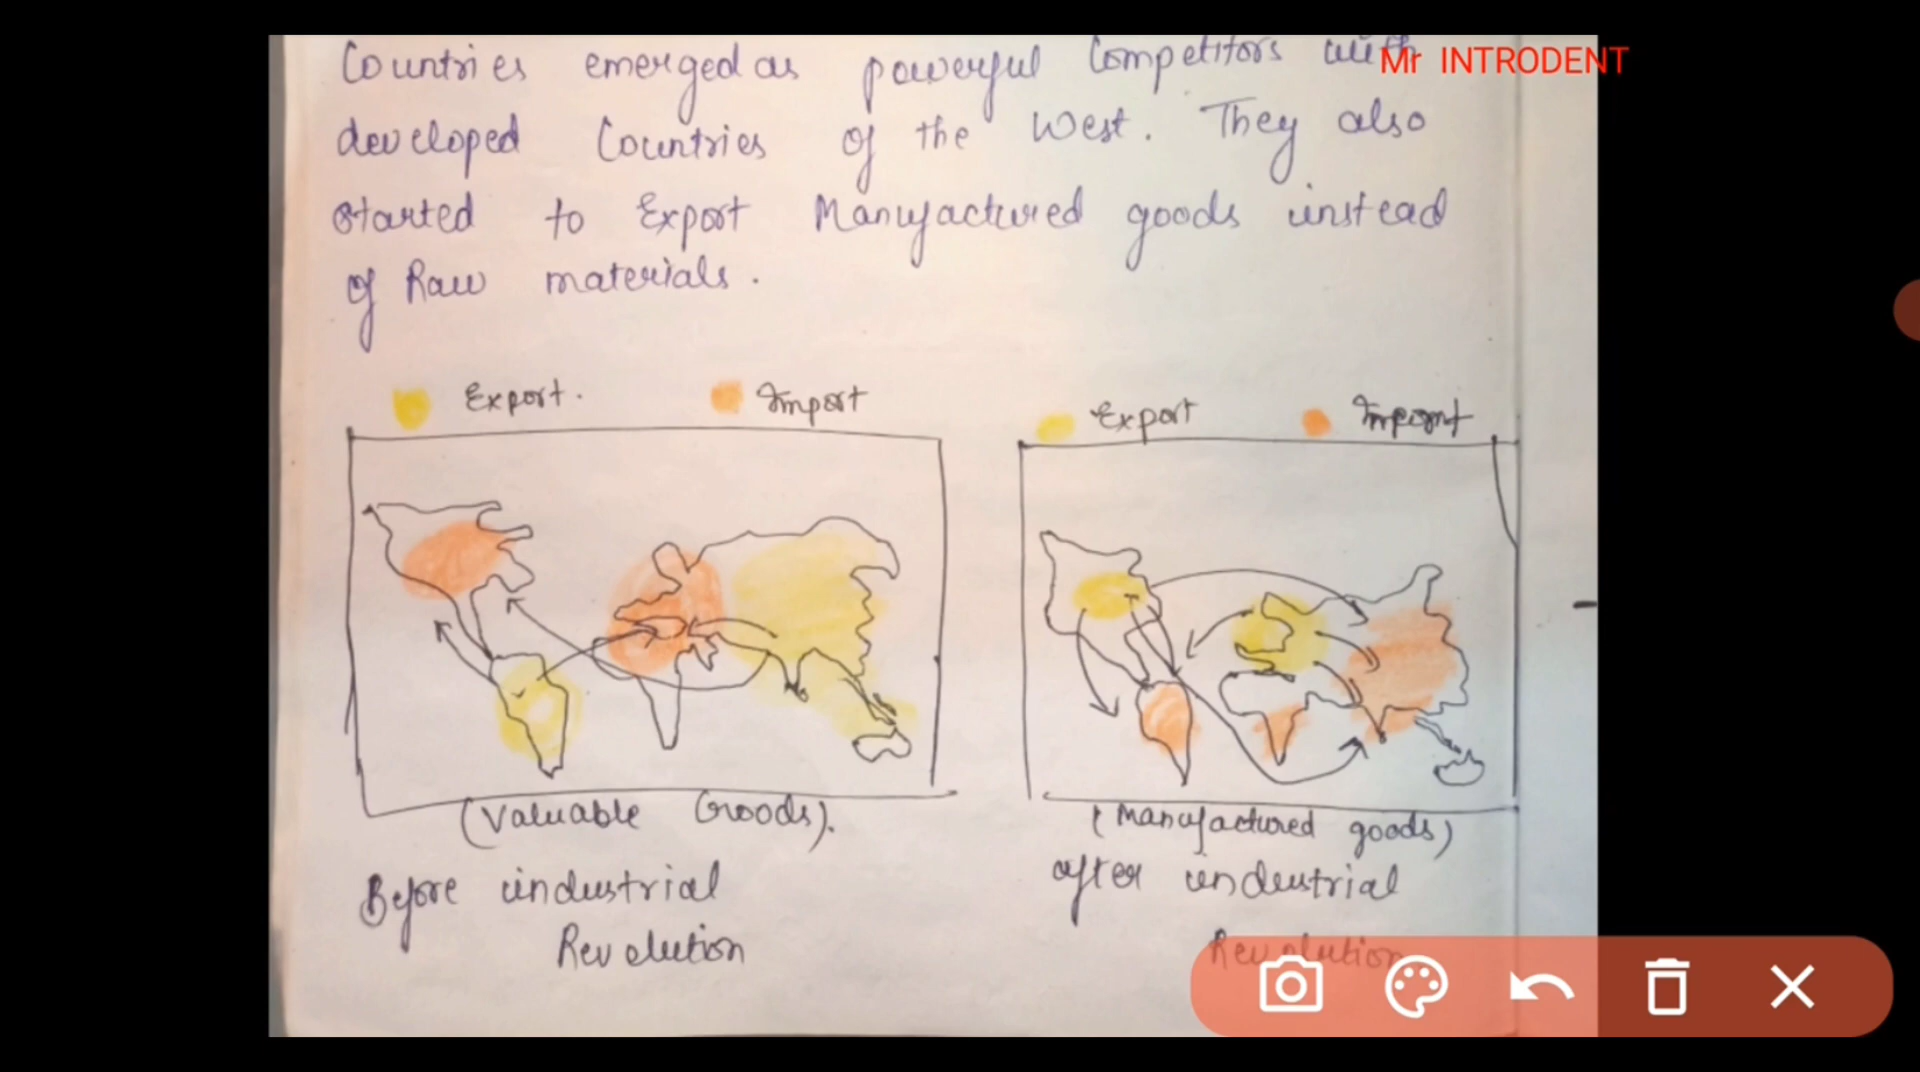 Countries emerged as powerful Competitors with
Mr INTRODENT
developed Countries of the West. They also
started to Export Manufactured goods instead
of Raw materials.
Export. Import
Export Import
(Valuable Goods).
(Manufactured goods)
Before industrial
Revolution
after industrial
Revolution